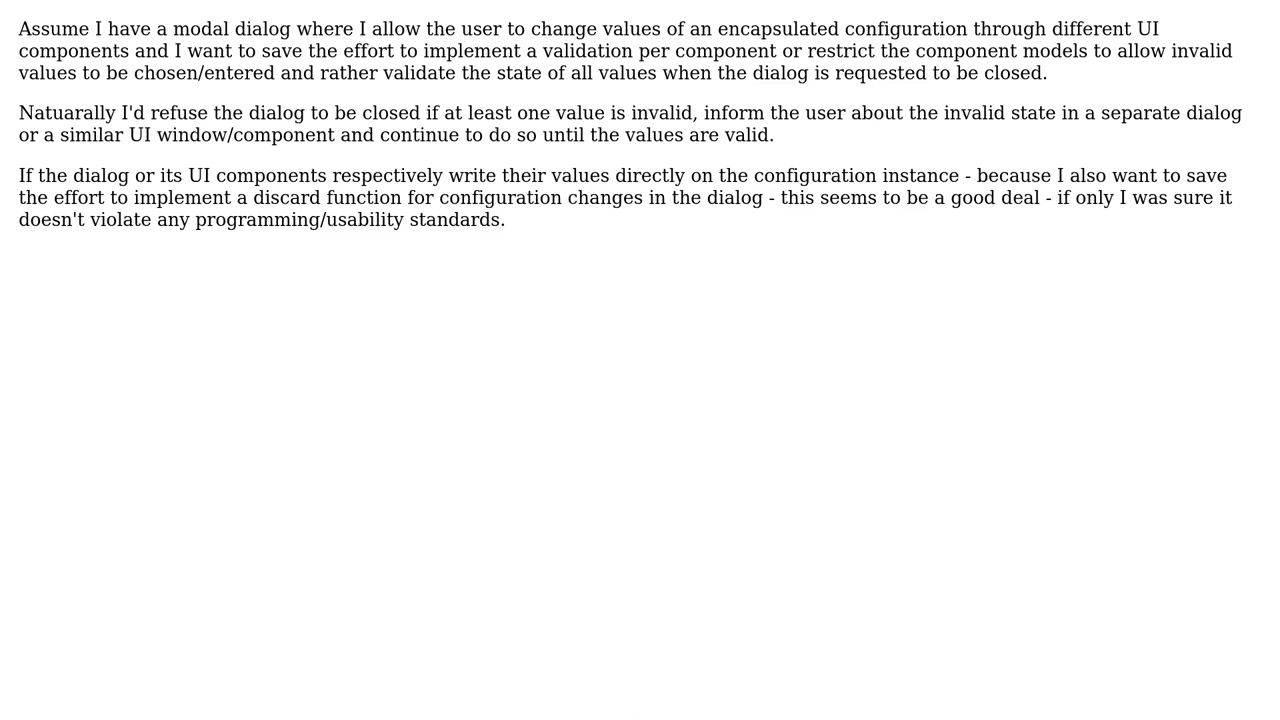 Assume I have a modal dialog where I allow the user to change values of an encapsulated configuration through different UI
components and I want to save the effort to implement a validation per component or restrict the component models to allow invalid
values to be chosen/entered and rather validate the state of all values when the dialog is requested to be closed.
Natuarally I'd refuse the dialog to be closed if at least one value is invalid, inform the user about the invalid state in a separate dialog
or a similar UI window/component and continue to do so until the values are valid.
If the dialog or its UI components respectively write their values directly on the configuration instance - because I also want to save
the effort to implement a discard function for configuration changes in the dialog - this seems to be a good deal - if only I was sure it
doesn't violate any programming/usability standards.